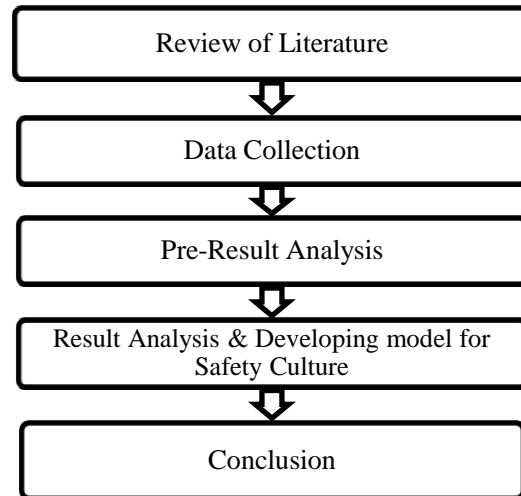 Review of Literature
Data Collection
Pre-Result Analysis
Result Analysis & Developing model for
Safety Culture
Conclusion